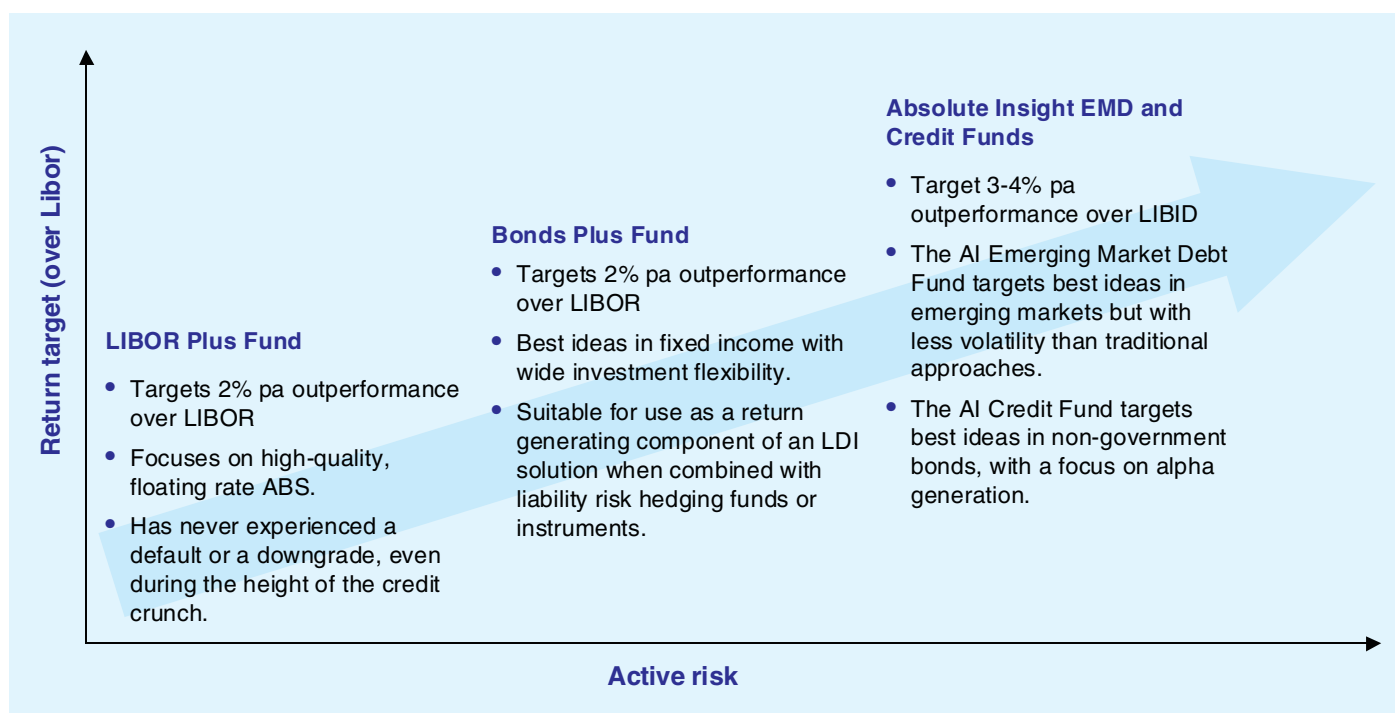 Return target (over Libor)
LIBOR Plus Fund
• Targets 2% pa outperformance
over LIBOR
• Focuses on high-quality,
floating rate ABS.
• Has never experienced a
default or a downgrade, even
during the height of the credit
crunch.
Bonds Plus Fund
• Targets 2% pa outperformance
over LIBOR
• Best ideas in fixed income with
wide investment flexibility.
• Suitable for use as a return
generating component of an LDI
solution when combined with
liability risk hedging funds or
instruments.
Absolute Insight EMD and
Credit Funds
• Target 3-4% pa
outperformance over LIBID
• The AI Emerging Market Debt
Fund targets best ideas in
emerging markets but with
less volatility than traditional
approaches.
• The AI Credit Fund targets
best ideas in non-government
bonds, with a focus on alpha
generation.
Active risk